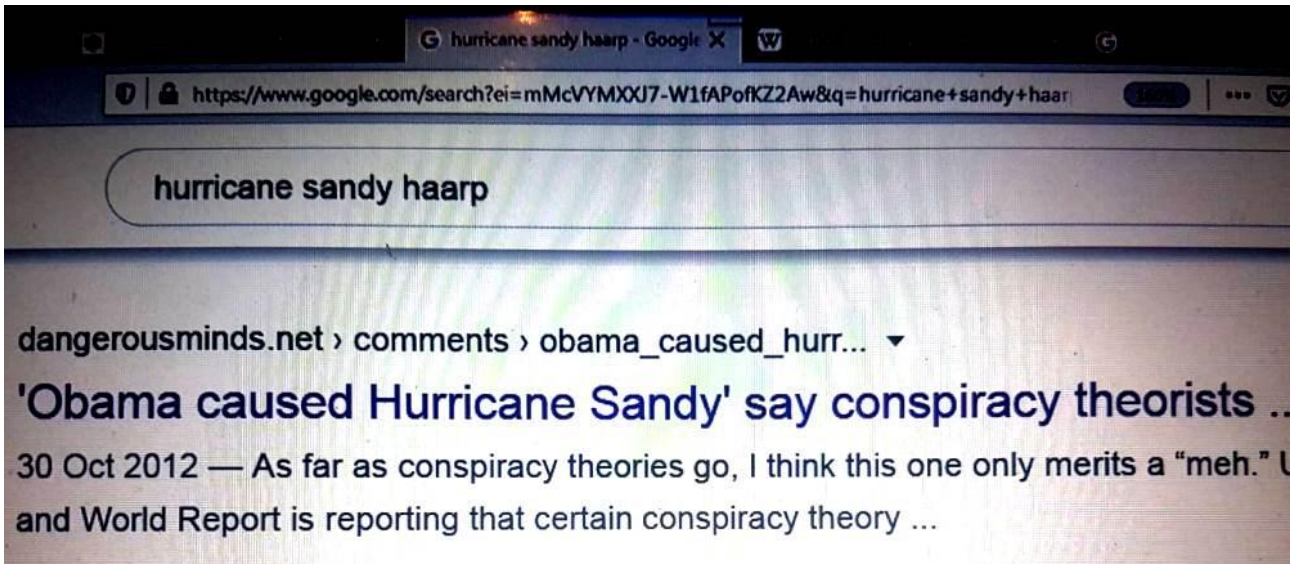 G hurricane sandy haarp - Google X W G
https://www.google.com/search?ei=mMcVYMXXJ7-W1fAPofKZ2Aw&q=hurricane+sandy+haar
hurricane sandy haarp
dangerousminds.net › comments › obama_caused_hurr...
'Obama caused Hurricane Sandy' say conspiracy theorists ..
30 Oct 2012 — As far as conspiracy theories go, I think this one only merits a “meh.” U
and World Report is reporting that certain conspiracy theory ...